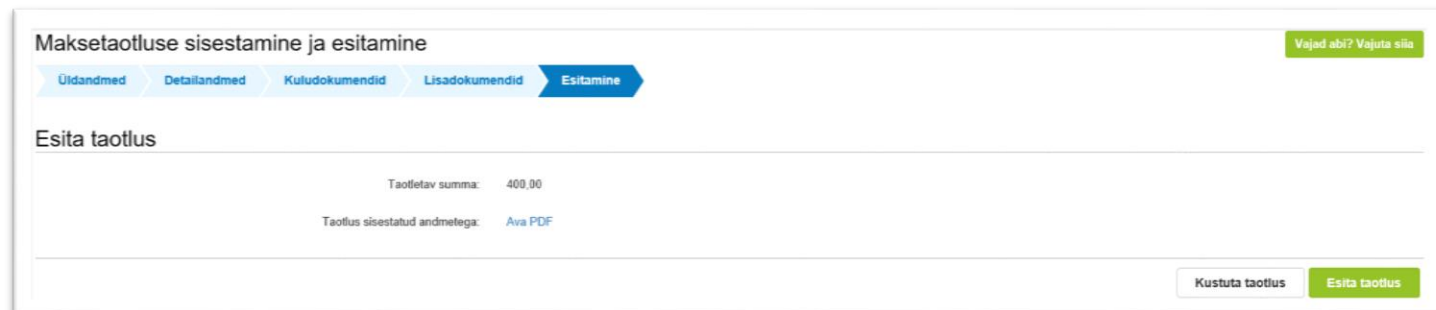 Maksetaotluse sisestamine ja esitamine
Vajad abi? Vajuta siia
Üldandmed Detailandmed Kuludokumendid Lisadokumendid Esitamine
Esita taotlus
Taotletav summa: 400,00
Taotlus sisestatud andmetega: Ava PDF
Kustuta taotlus Esita taotlus